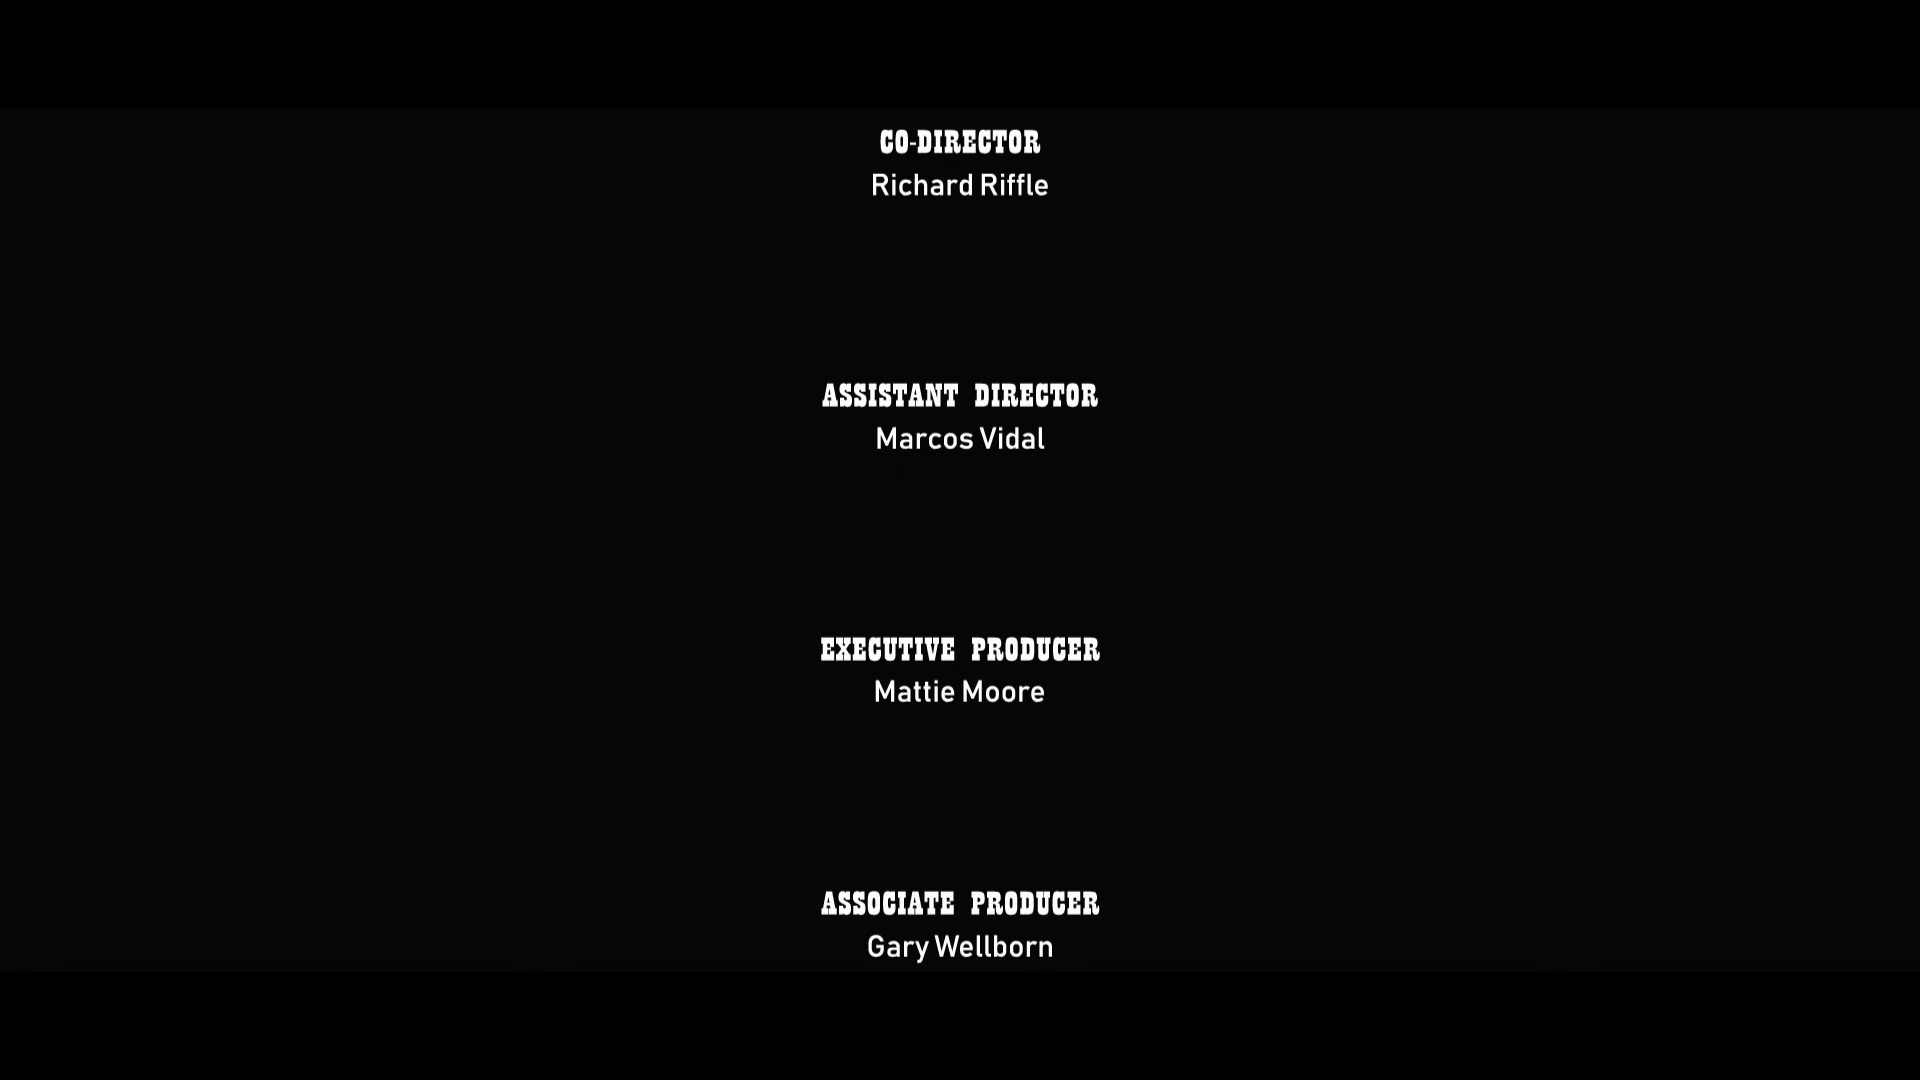 CO-DIRECTOR
Richard Riffle
ASSISTANT DIRECTOR
Marcos Vidal
EXECUTIVE PRODUCER
Mattie Moore
ASSOCIATE PRODUCER
Gary Wellborn